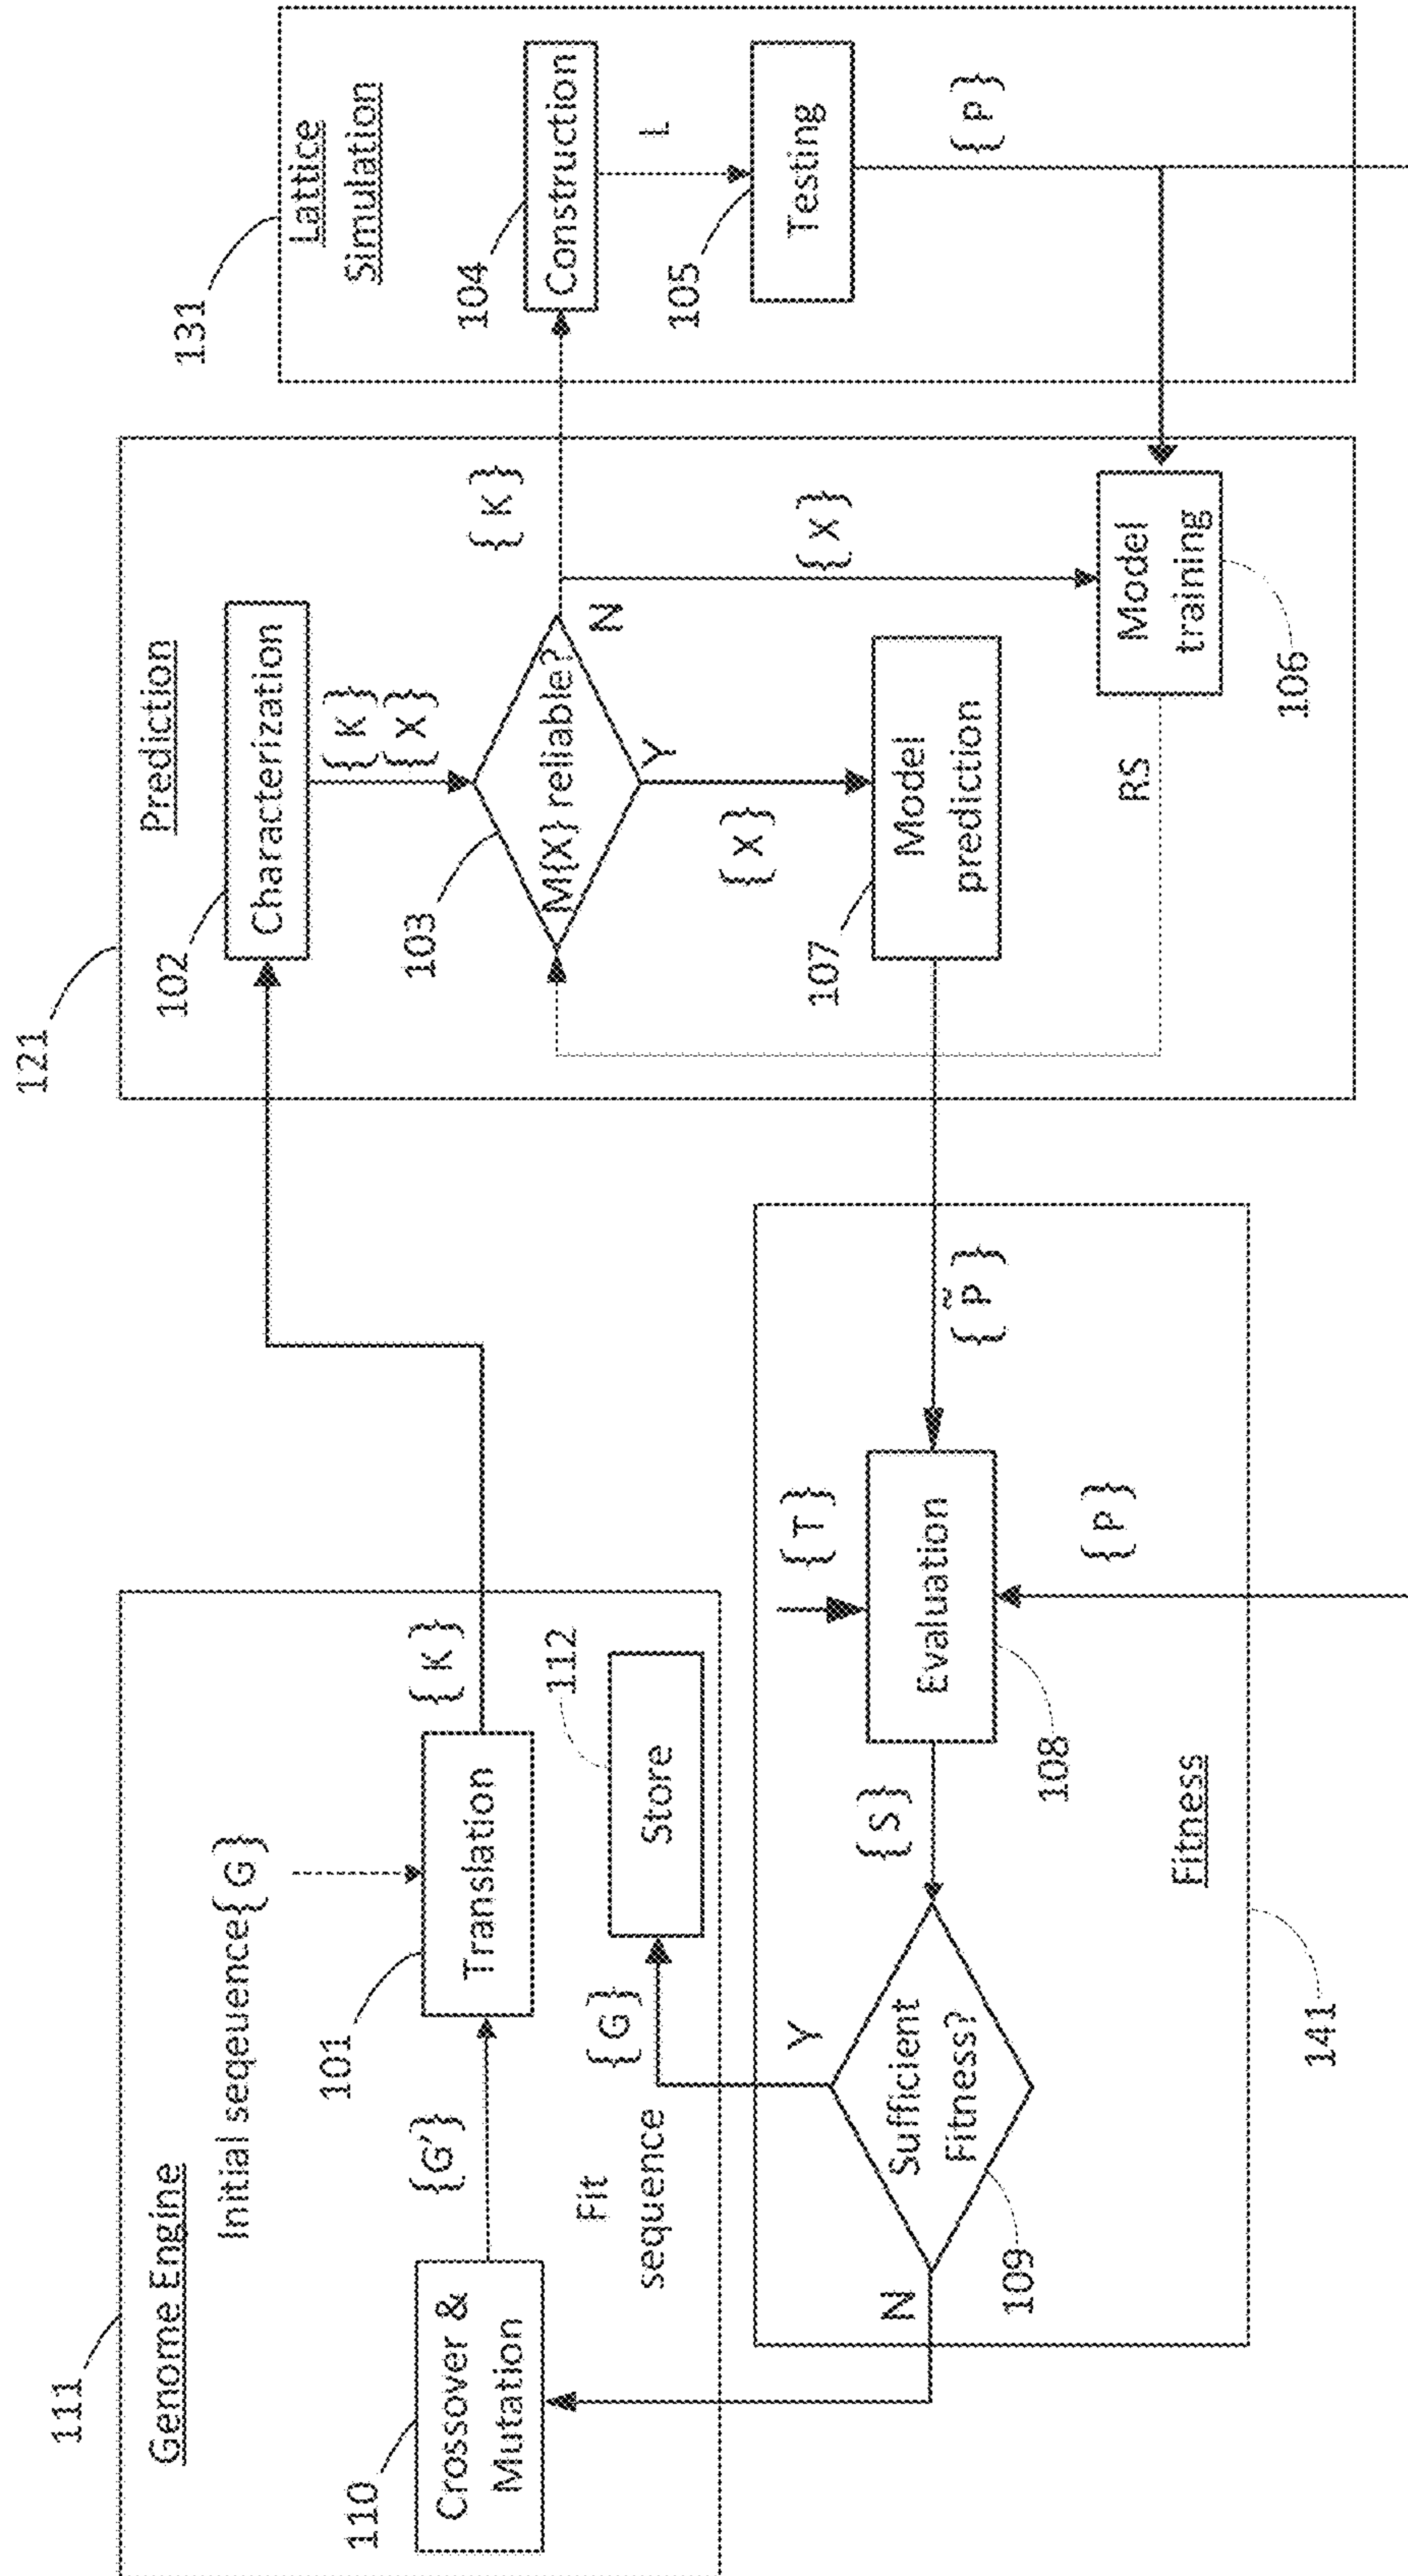 111
Genome Engine
Initial seqeuence{G}
110
Crossover &
Mutation
{G'}
101
Translation
{K}
Fit
sequence
{G}
112
Store
121
Prediction
102
Characterization
{K}
{X}
103
M{X} reliable?
N
{K}
Y
{X}
{X}
107
Model
prediction
Model
training
106
RS
131
Lattice
Simulation
104
Construction
L
105
Testing
{P}
N
Sufficient
Fitness?
109
Y
{S}
{T}
Evaluation
108
{P̃}
{P}
Fitness
141